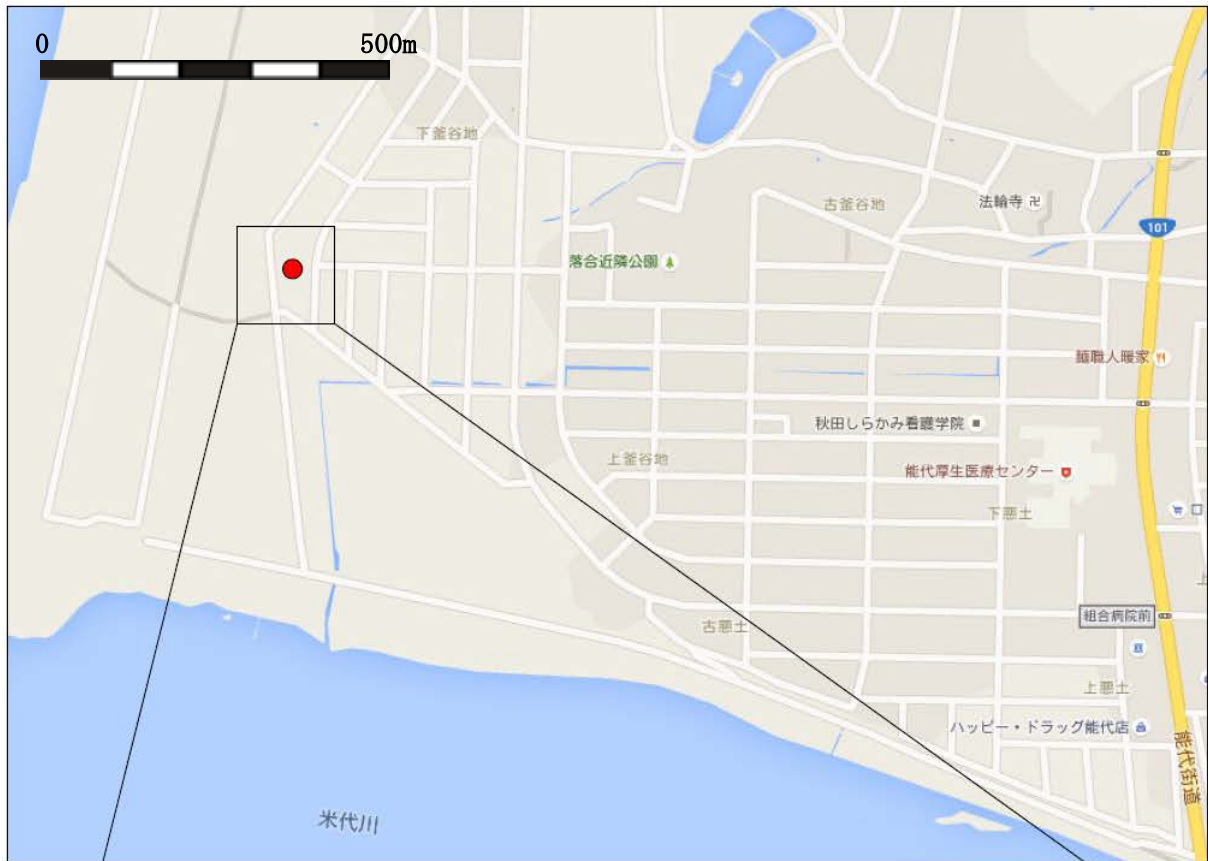 0 500m
下釜谷地
古釜谷地
法輪寺
101
落合近隣公園
麺職人暖家
秋田しらかみ看護学院
上釜谷地
能代厚生医療センター
下悪土
上
組合病院前
古悪土
上悪土
ハッピー・ドラッグ能代店
能代街道
米代川